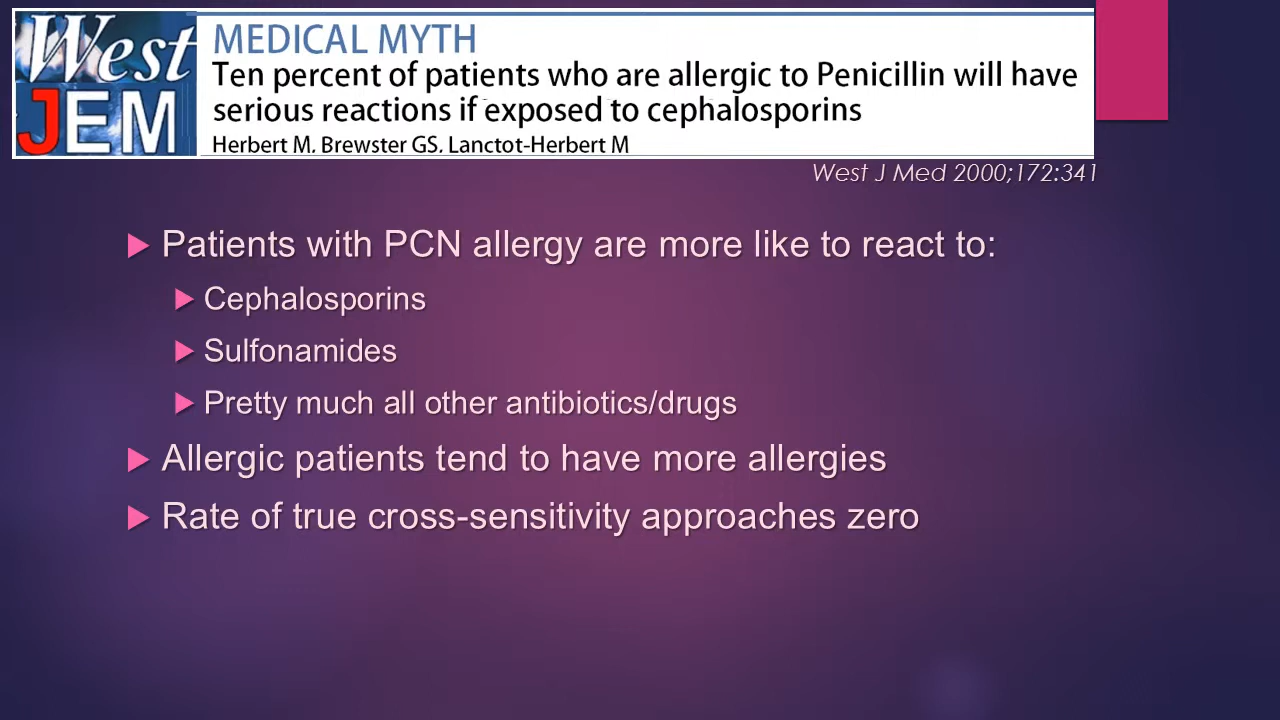 West
JEM
MEDICAL MYTH
Ten percent of patients who are allergic to Penicillin will have
serious reactions if exposed to cephalosporins
Herbert M, Brewster GS, Lanctot-Herbert M
West J Med 2000;172:341
Patients with PCN allergy are more like to react to:
Cephalosporins
Sulfonamides
Pretty much all other antibiotics/drugs
Allergic patients tend to have more allergies
Rate of true cross-sensitivity approaches zero